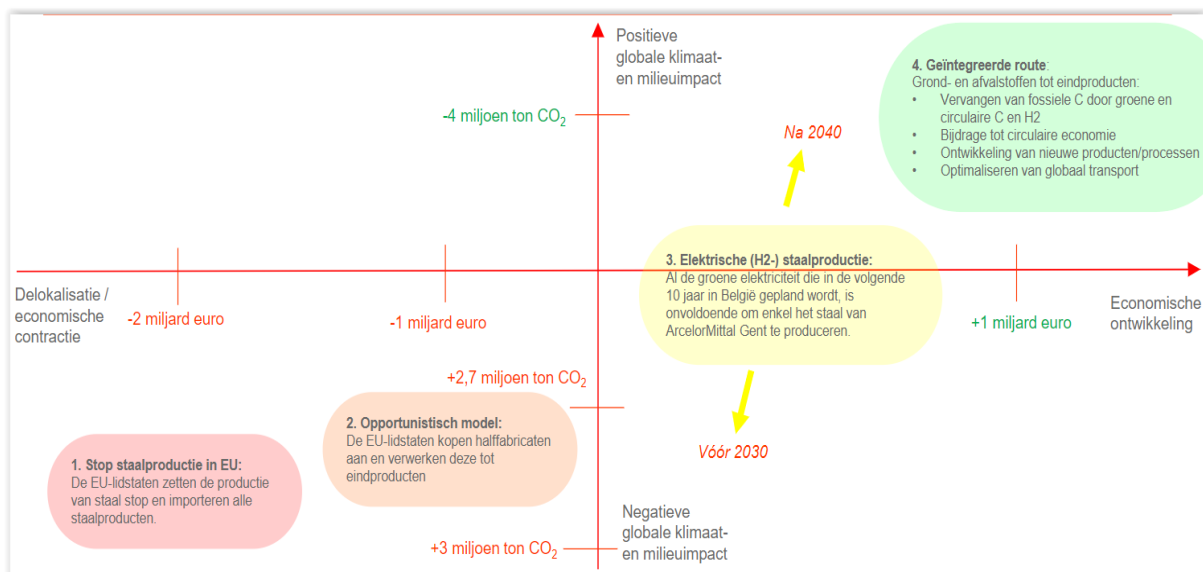 Positieve
globale klimaat-
en milieuimpact
4. Geïntegreerde route:
Grond- en afvalstoffen tot eindproducten:
• Vervangen van fossiele C door groene en
circulaire C en H2
• Bijdrage tot circulaire economie
• Ontwikkeling van nieuwe producten/processen
• Optimaliseren van globaal transport
-4 miljoen ton CO₂
Na 2040
3. Elektrische (H2-) staalproductie:
Al de groene elektriciteit die in de volgende
10 jaar in België gepland wordt, is
onvoldoende om enkel het staal van
ArcelorMittal Gent te produceren.
Delokalisatie /
economische
contractie
-2 miljard euro
-1 miljard euro
+1 miljard euro
Economische
ontwikkeling
+2,7 miljoen ton CO₂
2. Opportunistisch model:
De EU-lidstaten kopen halffabricaten
aan en verwerken deze tot
eindproducten
Vóór 2030
1. Stop staalproductie in EU:
De EU-lidstaten zetten de productie
van staal stop en importeren alle
staalproducten.
Negatieve
globale klimaat-
en milieuimpact
+3 miljoen ton CO₂